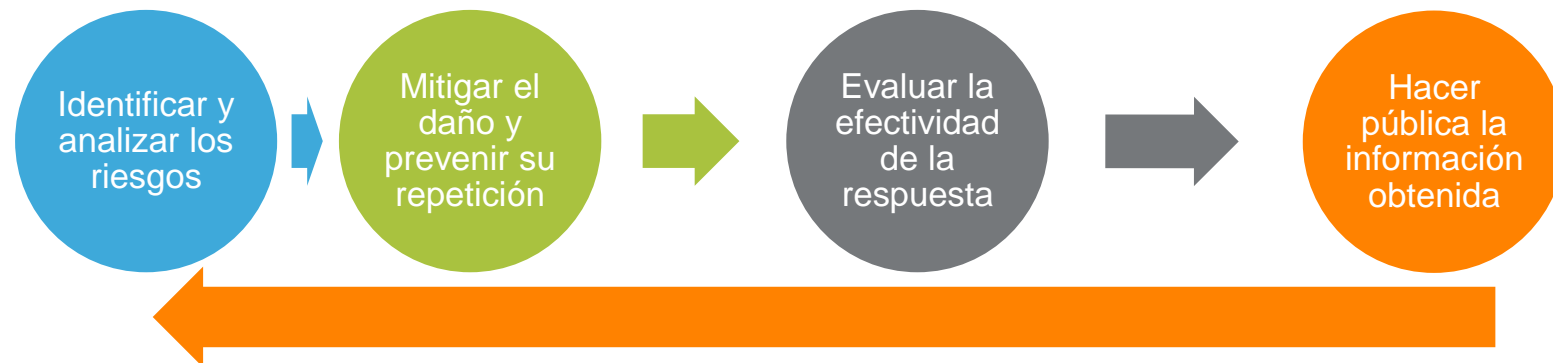 Identificar y
analizar los
riesgos
Mitigar el
daño y
prevenir su
repetición
Evaluar la
efectividad
de la
respuesta
Hacer
pública la
información
obtenida